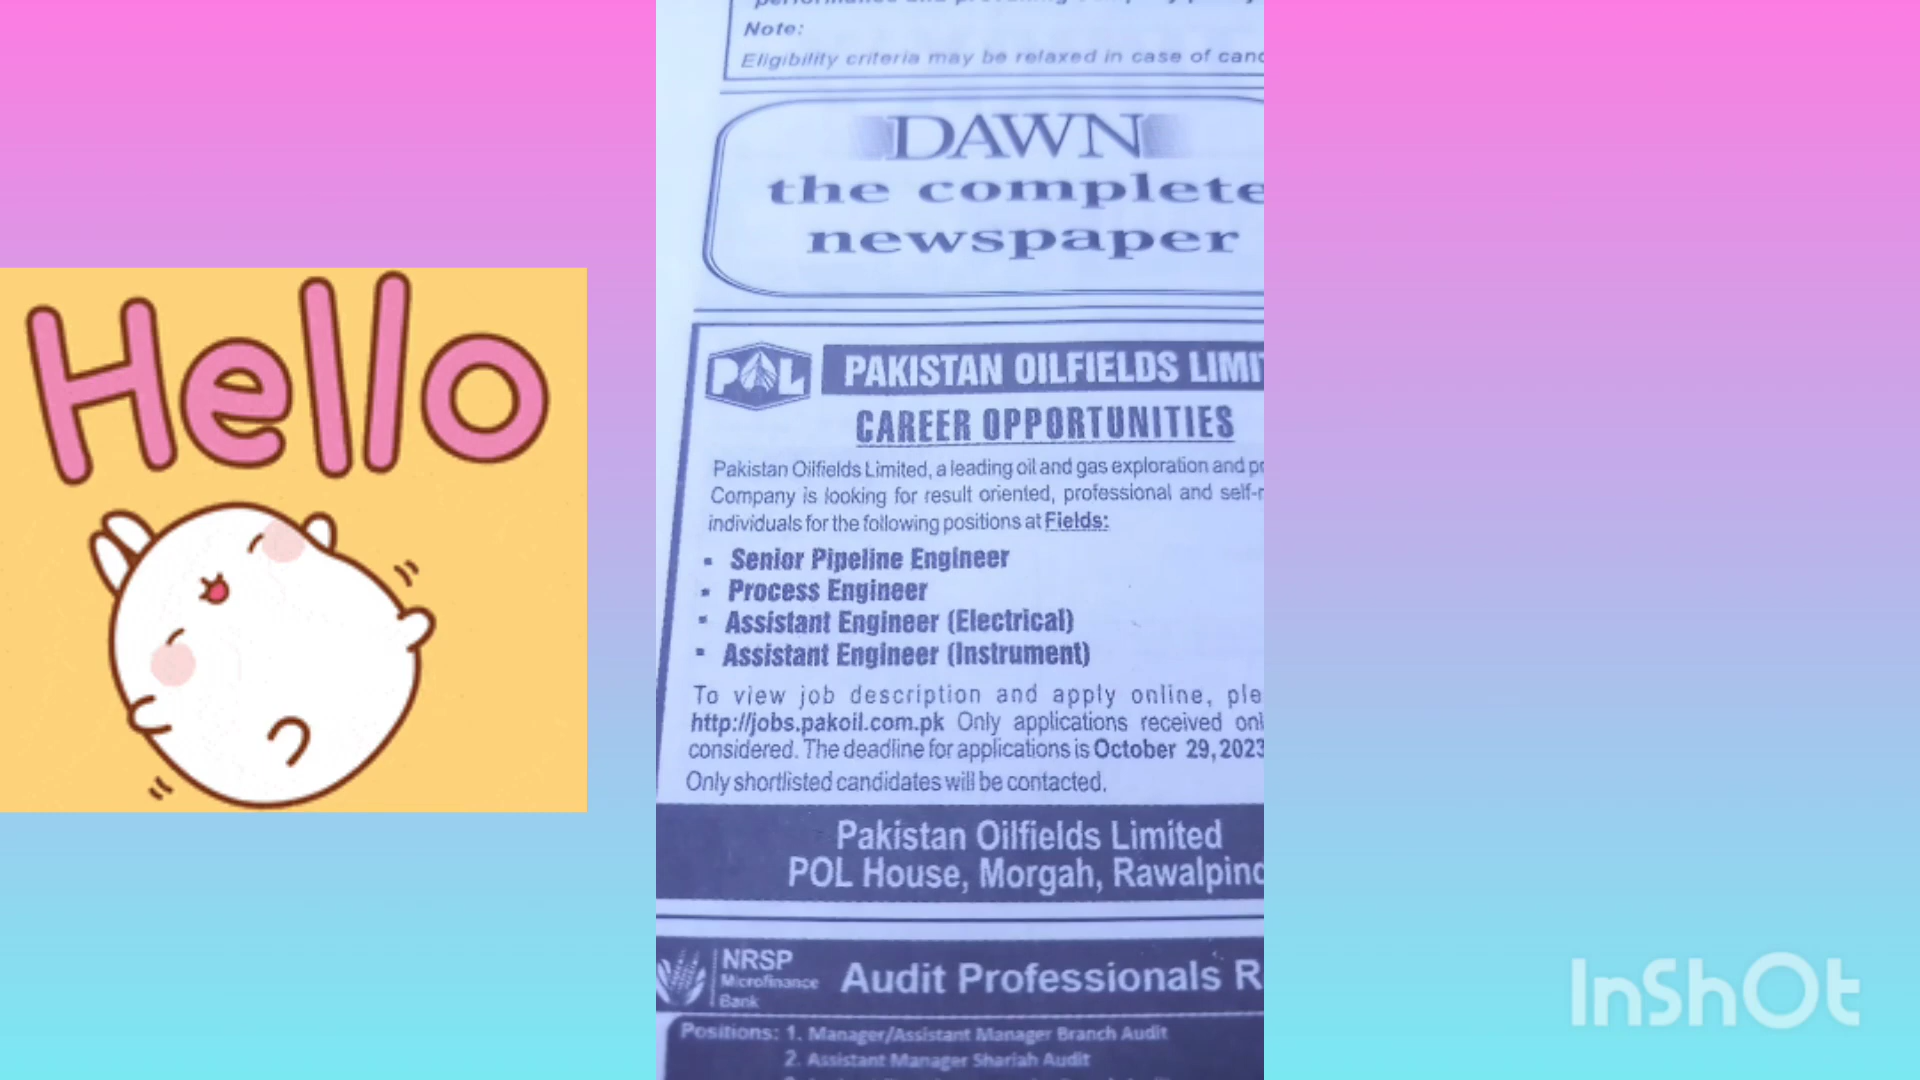 Hello
Note:
Eligibility criteria may be relaxed in case of
DAWN
the complete
newspaper
POL PAKISTAN OILFIELDS
CAREER OPPORTUNITIES
Pakistan Oilfields Limited, a leading oil and gas exploration and
Company is looking for result oriented, professional and
individuals for the following positions at Fields:
▪ Senior Pipeline Engineer
▪ Process Engineer
▪ Assistant Engineer (Electrical)
▪ Assistant Engineer (Instrument)
To view job description and apply online,
http://jobs.pakoil.com.pk Only applications received
considered. The deadline for applications is October 29, 2023
Only shortlisted candidates will be contacted.
Pakistan Oilfields Limited
POL House, Morgah,
NRSP
Microfinance
Bank
Audit Professionals
Positions: 1. Manager/Assistant Manager Branch Audit
2. Assistant Manager Shariah Audit
InShOt